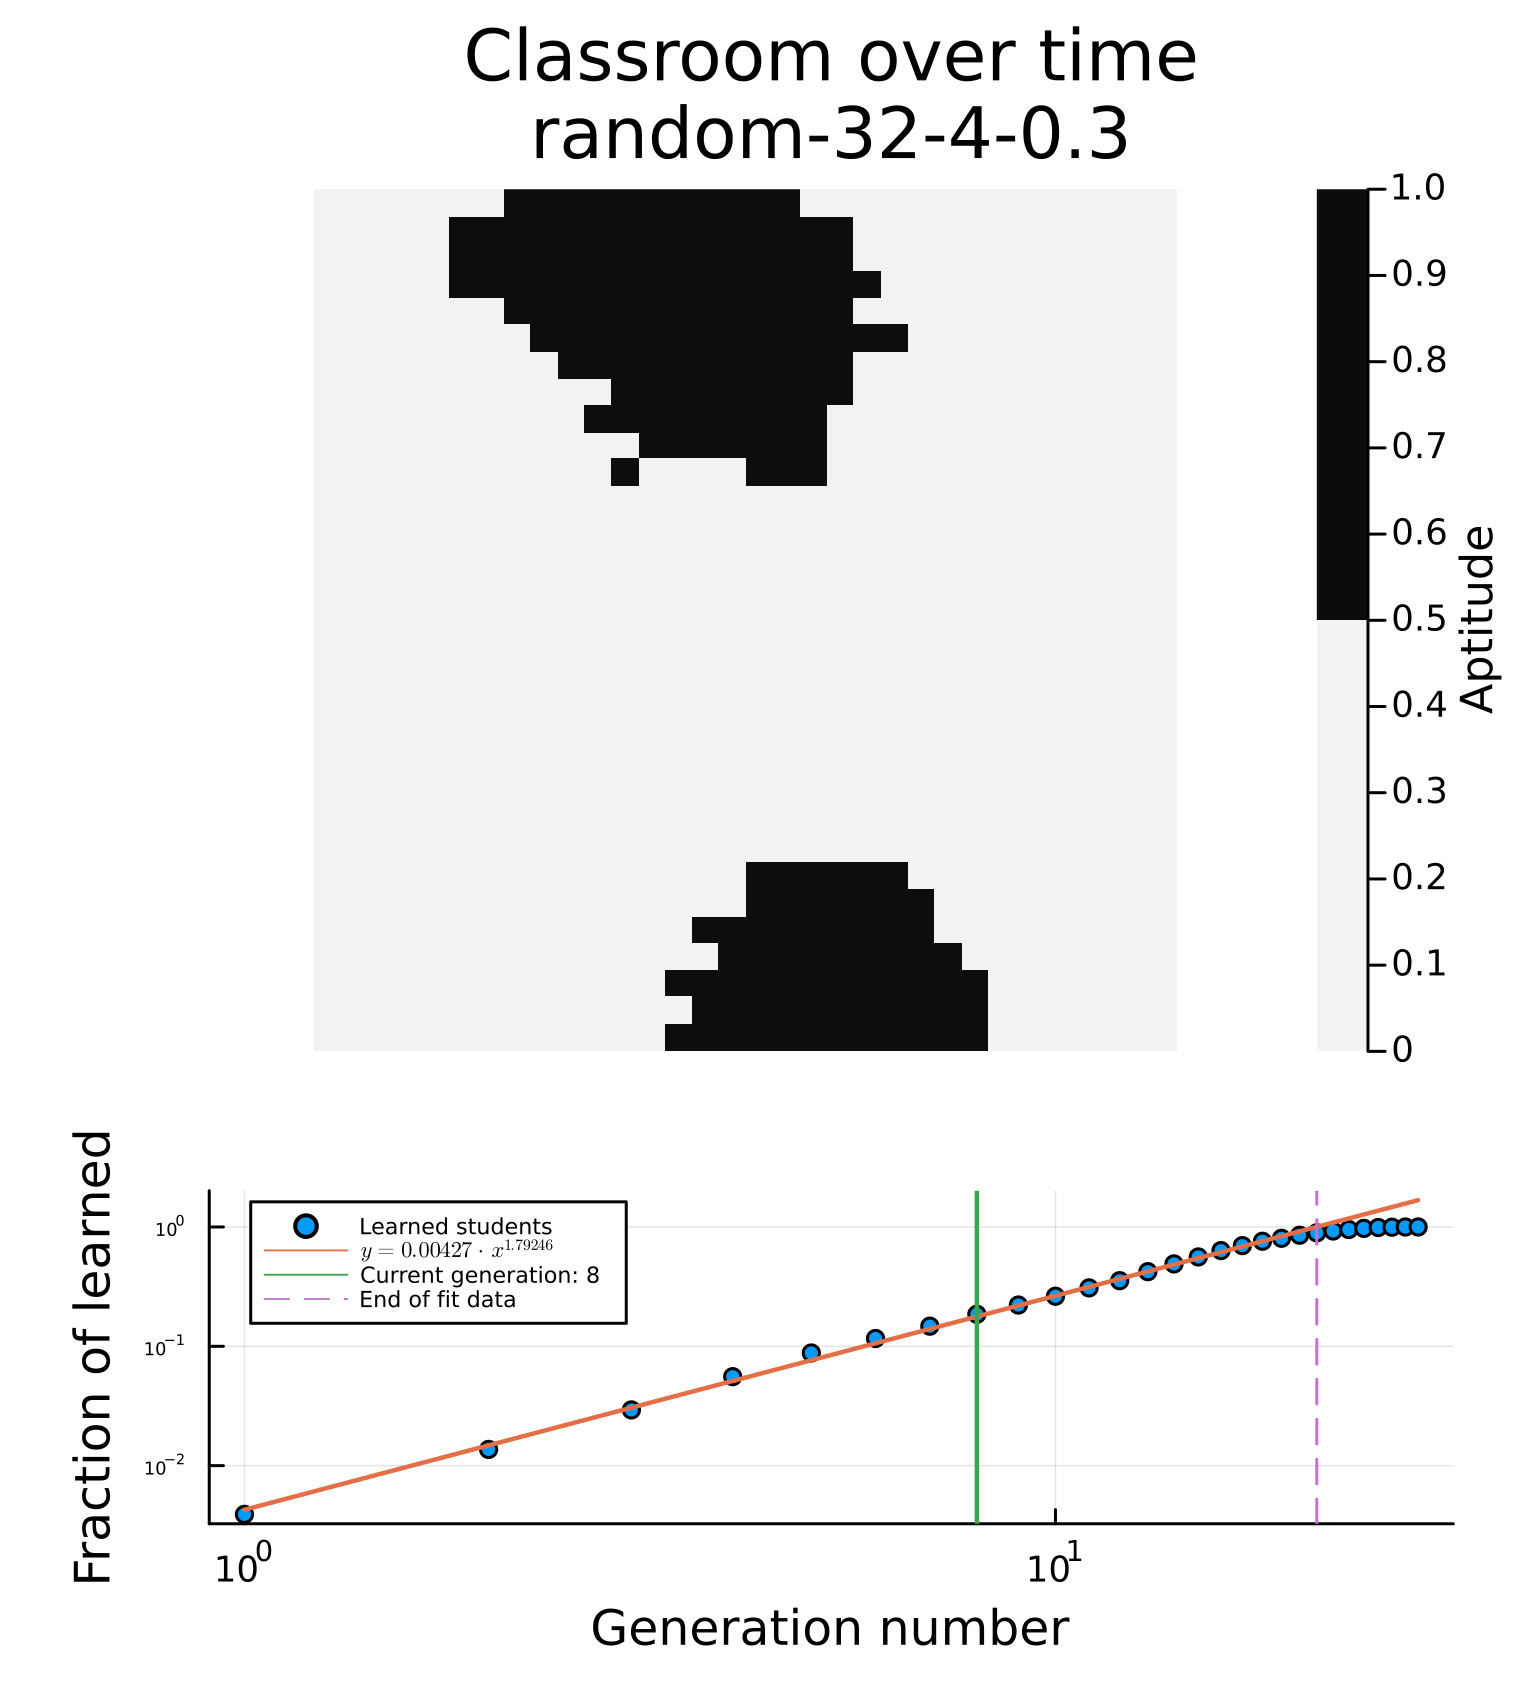 Classroom over time
random-32-4-0.3
1.0
0.9
0.8
0.7
0.6
0.5
0.4
0.3
0.2
0.1
0
Aptitude
Fraction of learned
10⁰
10⁻¹
10⁻²
Learned students
y = 0.00427 · x^1.79246
Current generation: 8
End of fit data
10⁰
10¹
Generation number